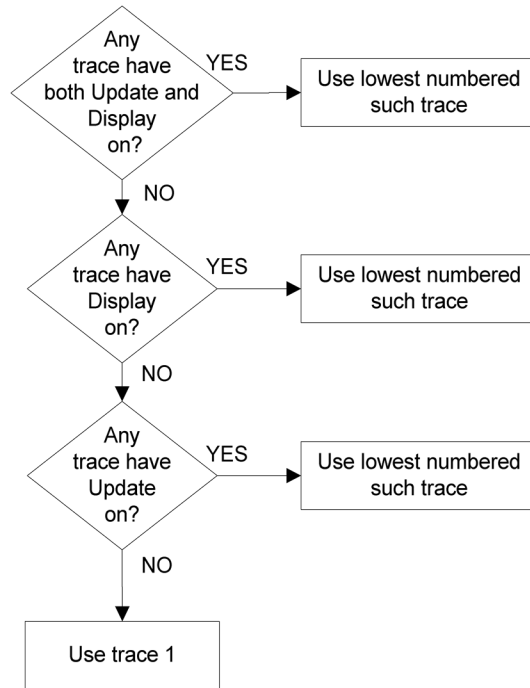 Any
trace have
both Update and
Display
on?
YES
Use lowest numbered
such trace
NO
Any
trace have
Display
on?
YES
Use lowest numbered
such trace
NO
Any
trace have
Update
on?
YES
Use lowest numbered
such trace
NO
Use trace 1